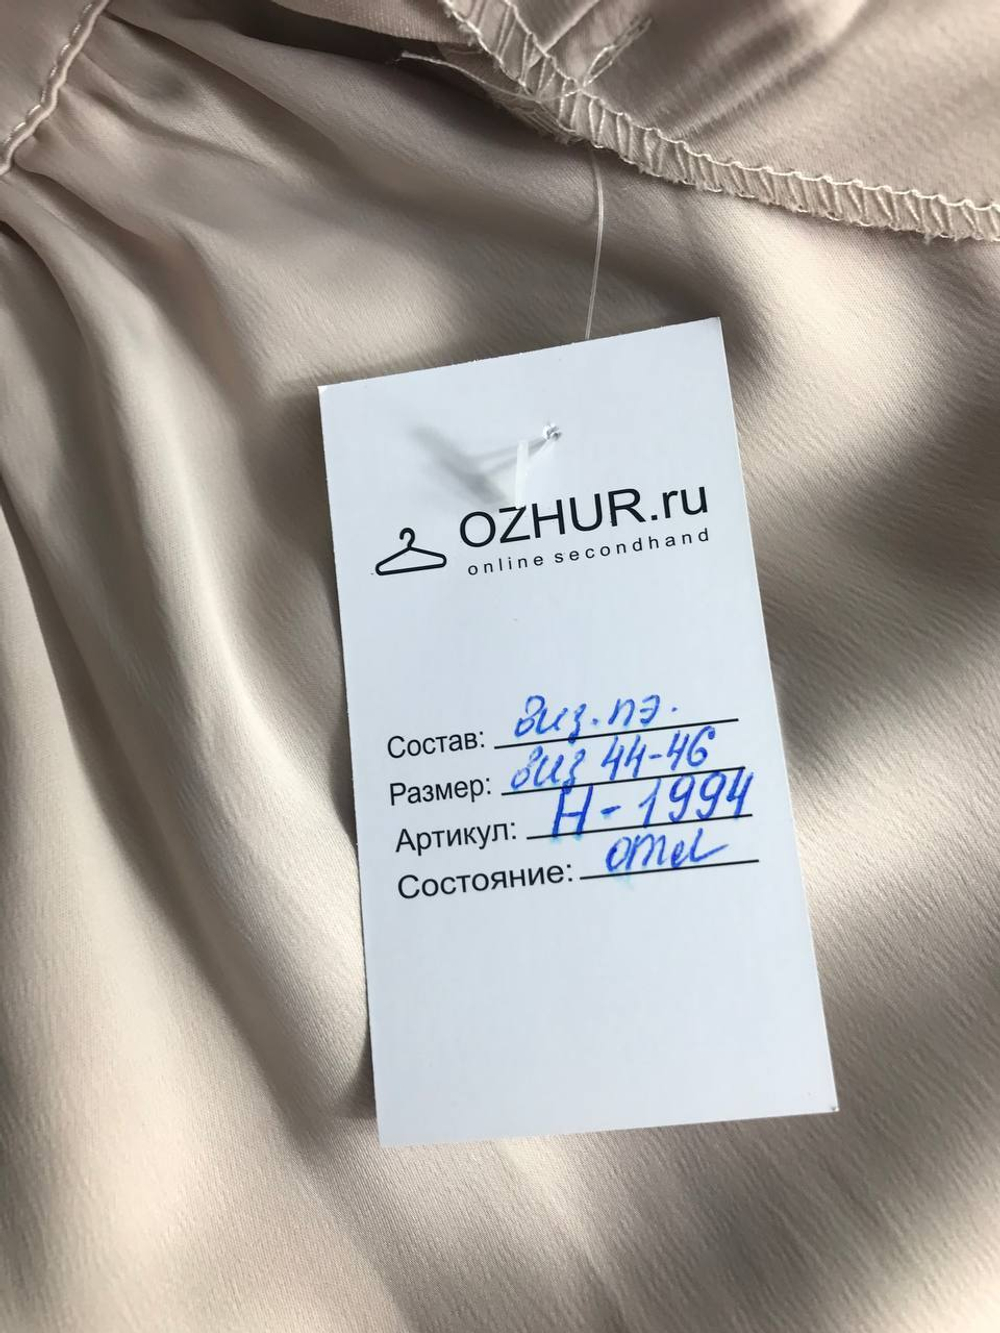 OZHUR.ru
online secondhand
Состав: виз. пэ.
Размер: виз 44-46
Артикул: Н-1994
Состояние: отл